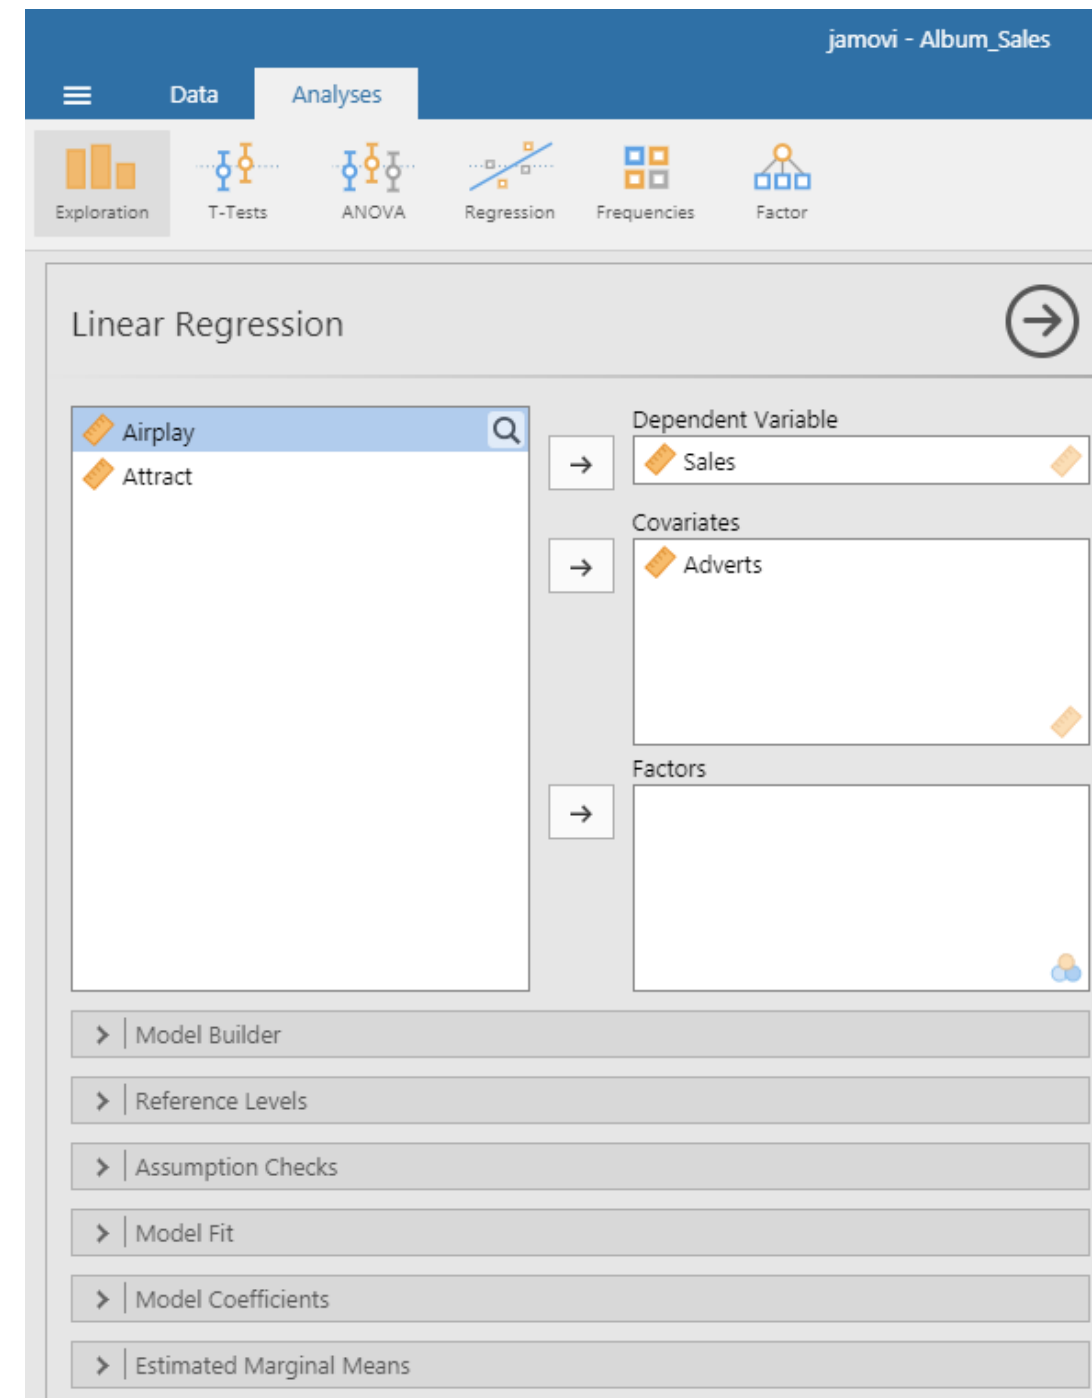 jamovi - Album_Sales
Data Analyses
Exploration T-Tests ANOVA Regression Frequencies Factor
Linear Regression
Airplay
Attract
Dependent Variable
Sales
Covariates
Adverts
Factors
Model Builder
Reference Levels
Assumption Checks
Model Fit
Model Coefficients
Estimated Marginal Means